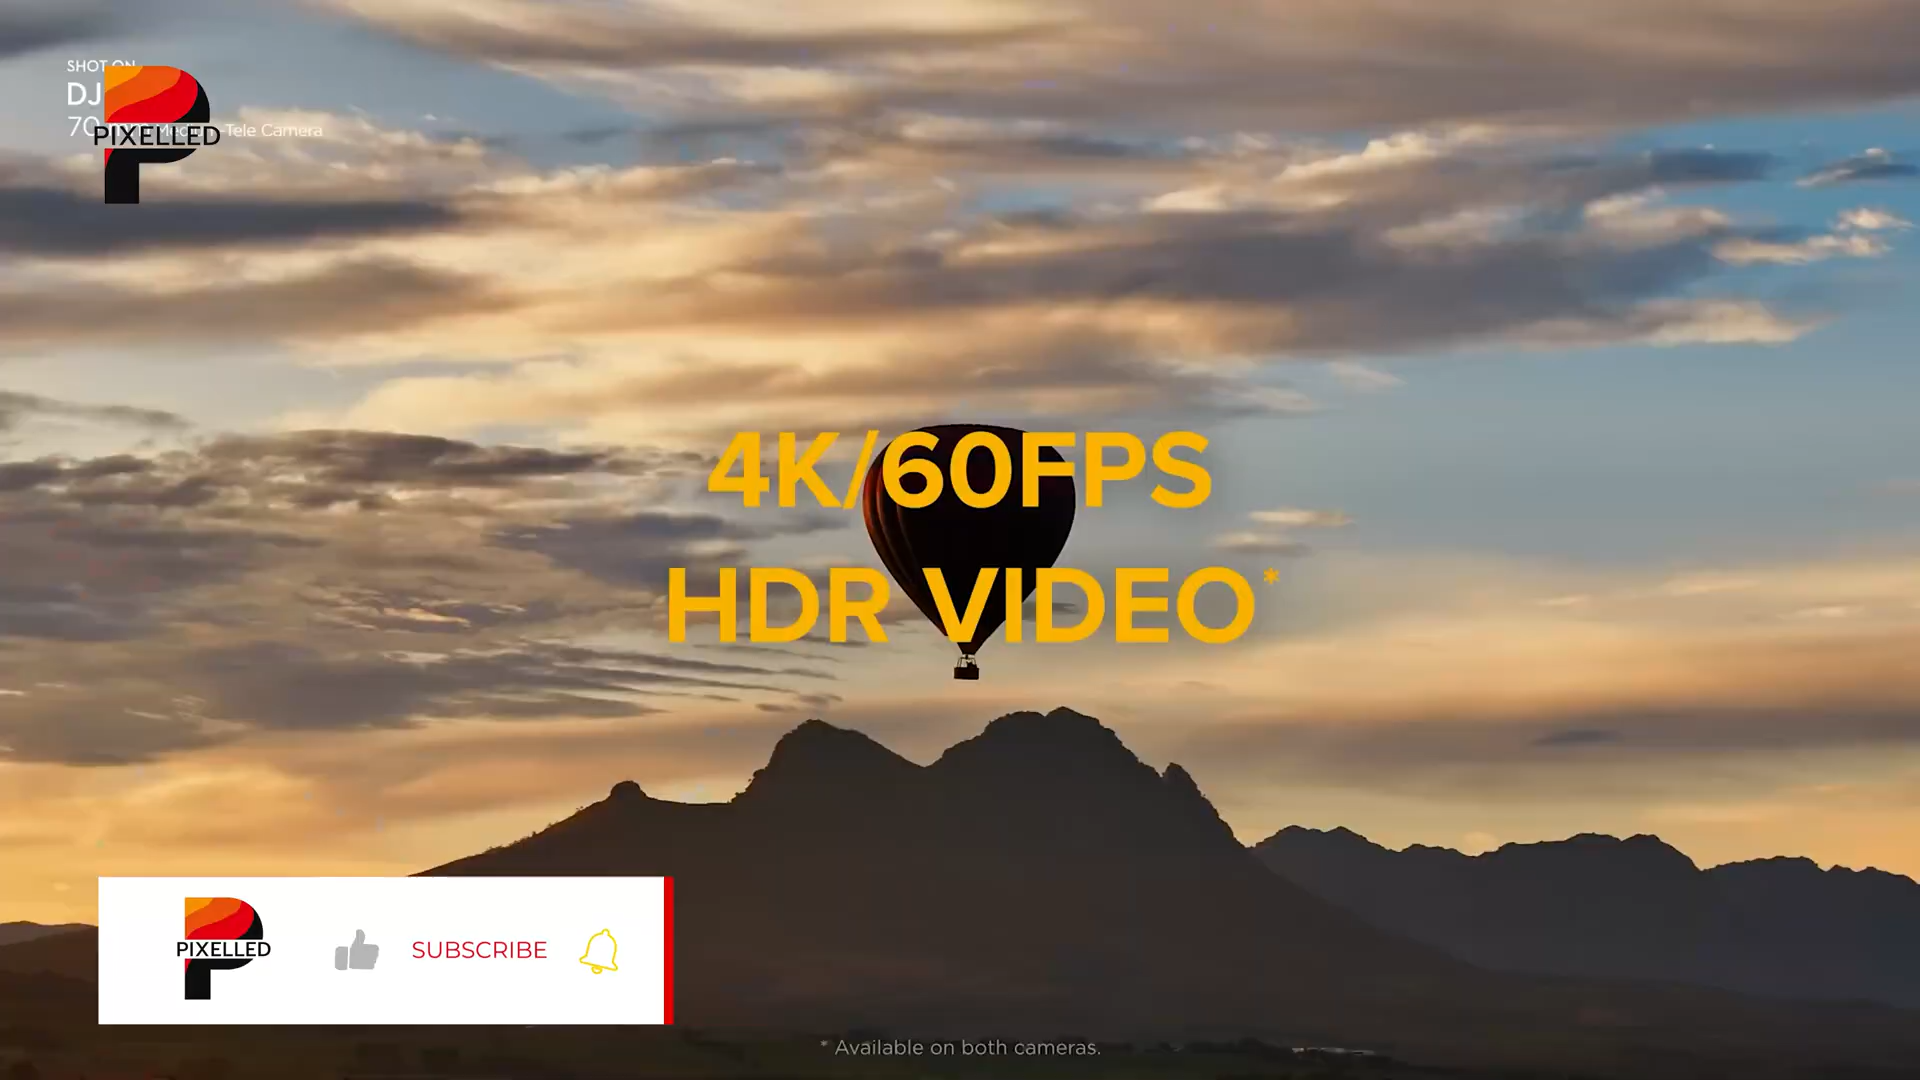 SHOT ON
DJ
70
PIXELLED
-Tele Camera
4K/60FPS
HDR VIDEO*
PIXELLED
SUBSCRIBE
* Available on both cameras.